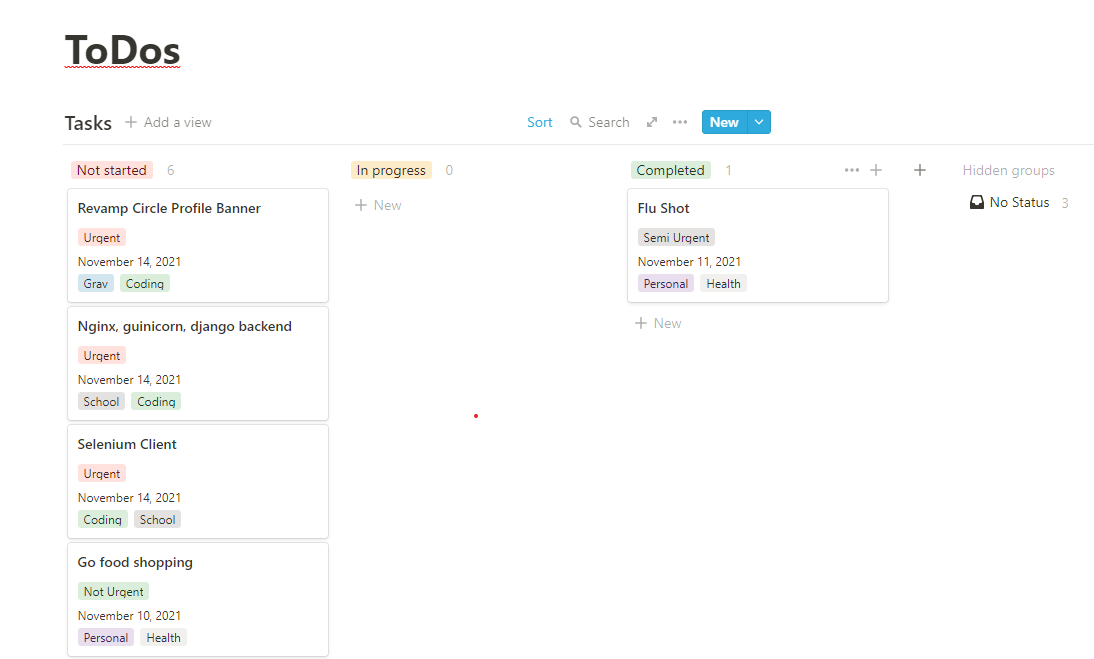 ToDos
Tasks + Add a view Sort Search ••• New
Not started 6
Revamp Circle Profile Banner
Urgent
November 14, 2021
Grav Coding
Nginx, guinicorn, django backend
Urgent
November 14, 2021
School Coding
Selenium Client
Urgent
November 14, 2021
Coding School
Go food shopping
Not Urgent
November 10, 2021
Personal Health
In progress 0
+ New
Completed 1 ••• + +
Flu Shot
Semi Urgent
November 11, 2021
Personal Health
+ New
Hidden groups
No Status 3